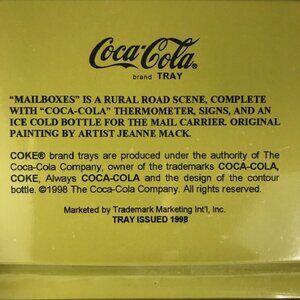 Coca-Cola®
brand TRAY
"MAILBOXES" IS A RURAL ROAD SCENE, COMPLETE
WITH "COCA-COLA" THERMOMETER, SIGNS, AND AN
ICE COLD BOTTLE FOR THE MAIL CARRIER. ORIGINAL
PAINTING BY ARTIST JEANNE MACK.
COKE® brand trays are produced under the authority of The
Coca-Cola Company, owner of the trademarks COCA-COLA,
COKE, Always COCA-COLA and the design of the contour
bottle. ©1998 The Coca-Cola Company. All rights reserved.
Marketed by Trademark Marketing Int'l, Inc.
TRAY ISSUED 1998